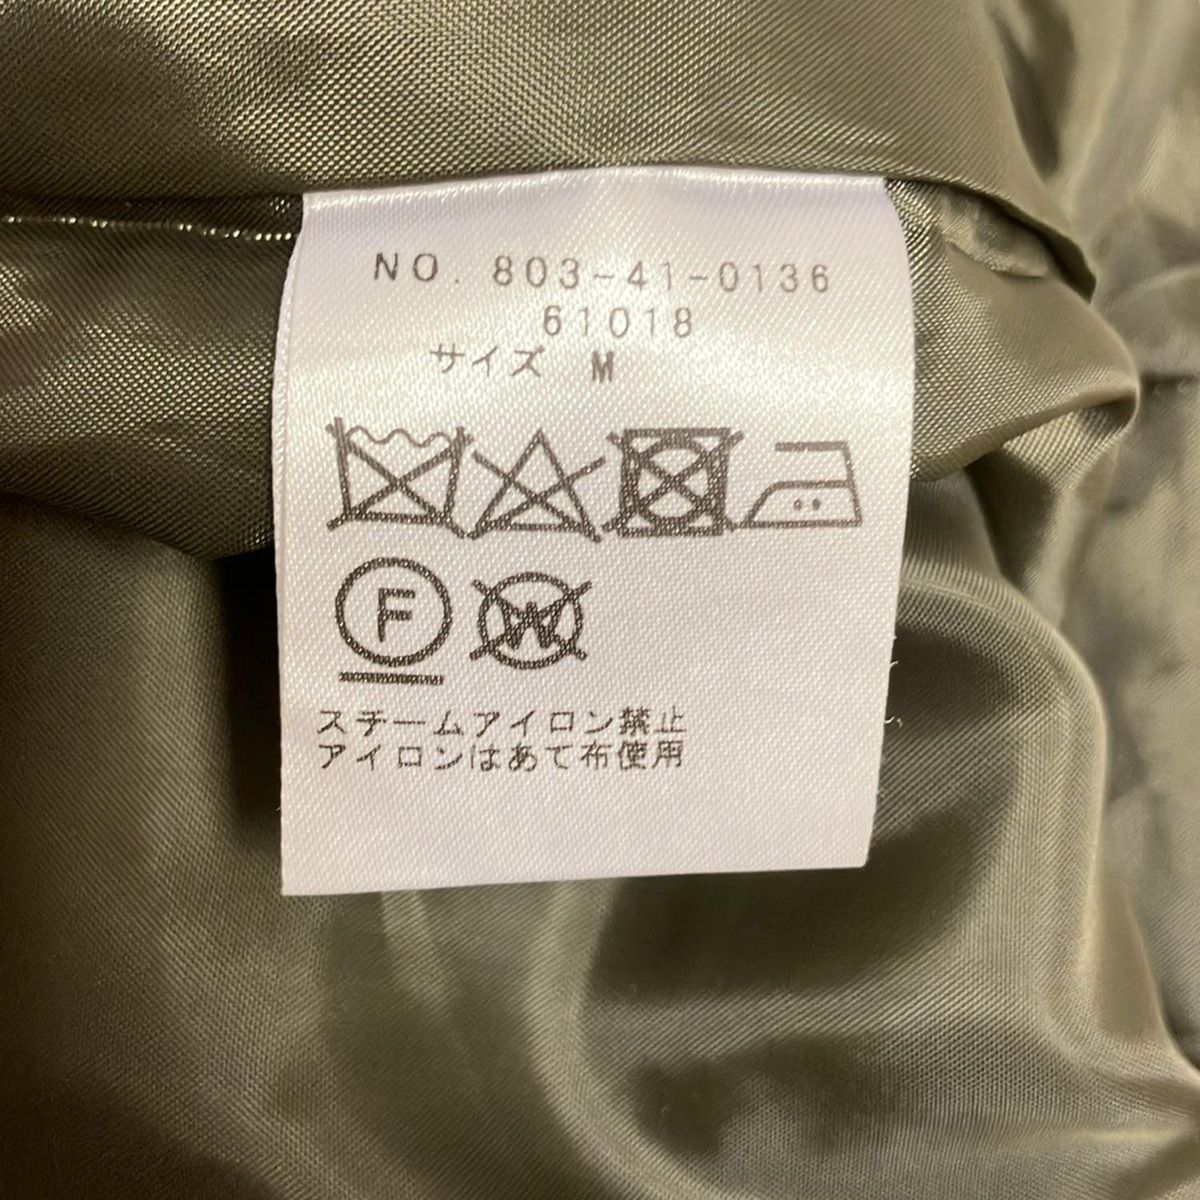 NO. 803-41-0136
61018
サイズ M
F W
スチームアイロン禁止
アイロンはあて布使用